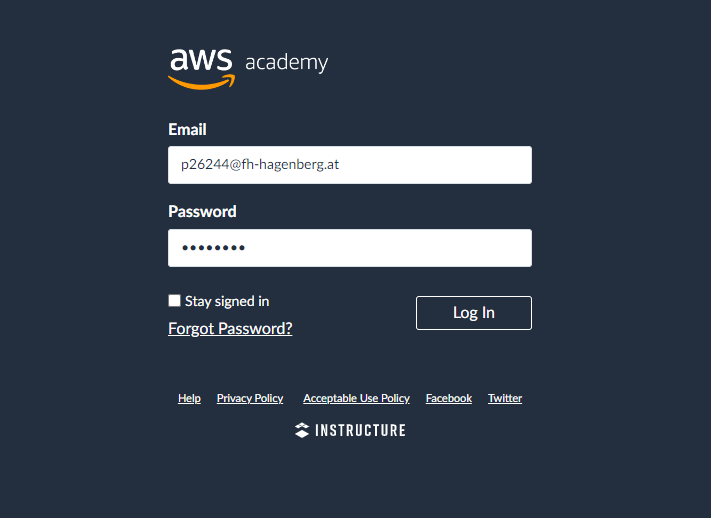 aws academy
Email
p26244@fh-hagenberg.at
Password
••••••••
Stay signed in
Forgot Password?
Log In
Help Privacy Policy Acceptable Use Policy Facebook Twitter
INSTRUCTURE